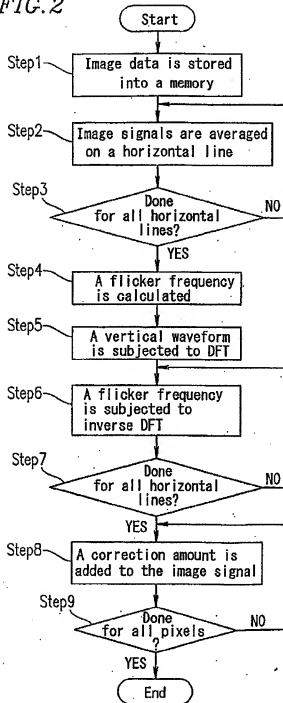 FIG.2
Start
Step1
Image data is stored
into a memory
Step2
Image signals are averaged
on a horizontal line
Step3
Done
for all horizontal
lines?
NO
YES
Step4
A flicker frequency
is calculated
Step5
A vertical waveform
is subjected to DFT
Step6
A flicker frequency
is subjected to
inverse DFT
Step7
Done
for all horizontal
lines?
NO
YES
Step8
A correction amount is
added to the image signal
Step9
Done
for all pixels
?
NO
YES
End